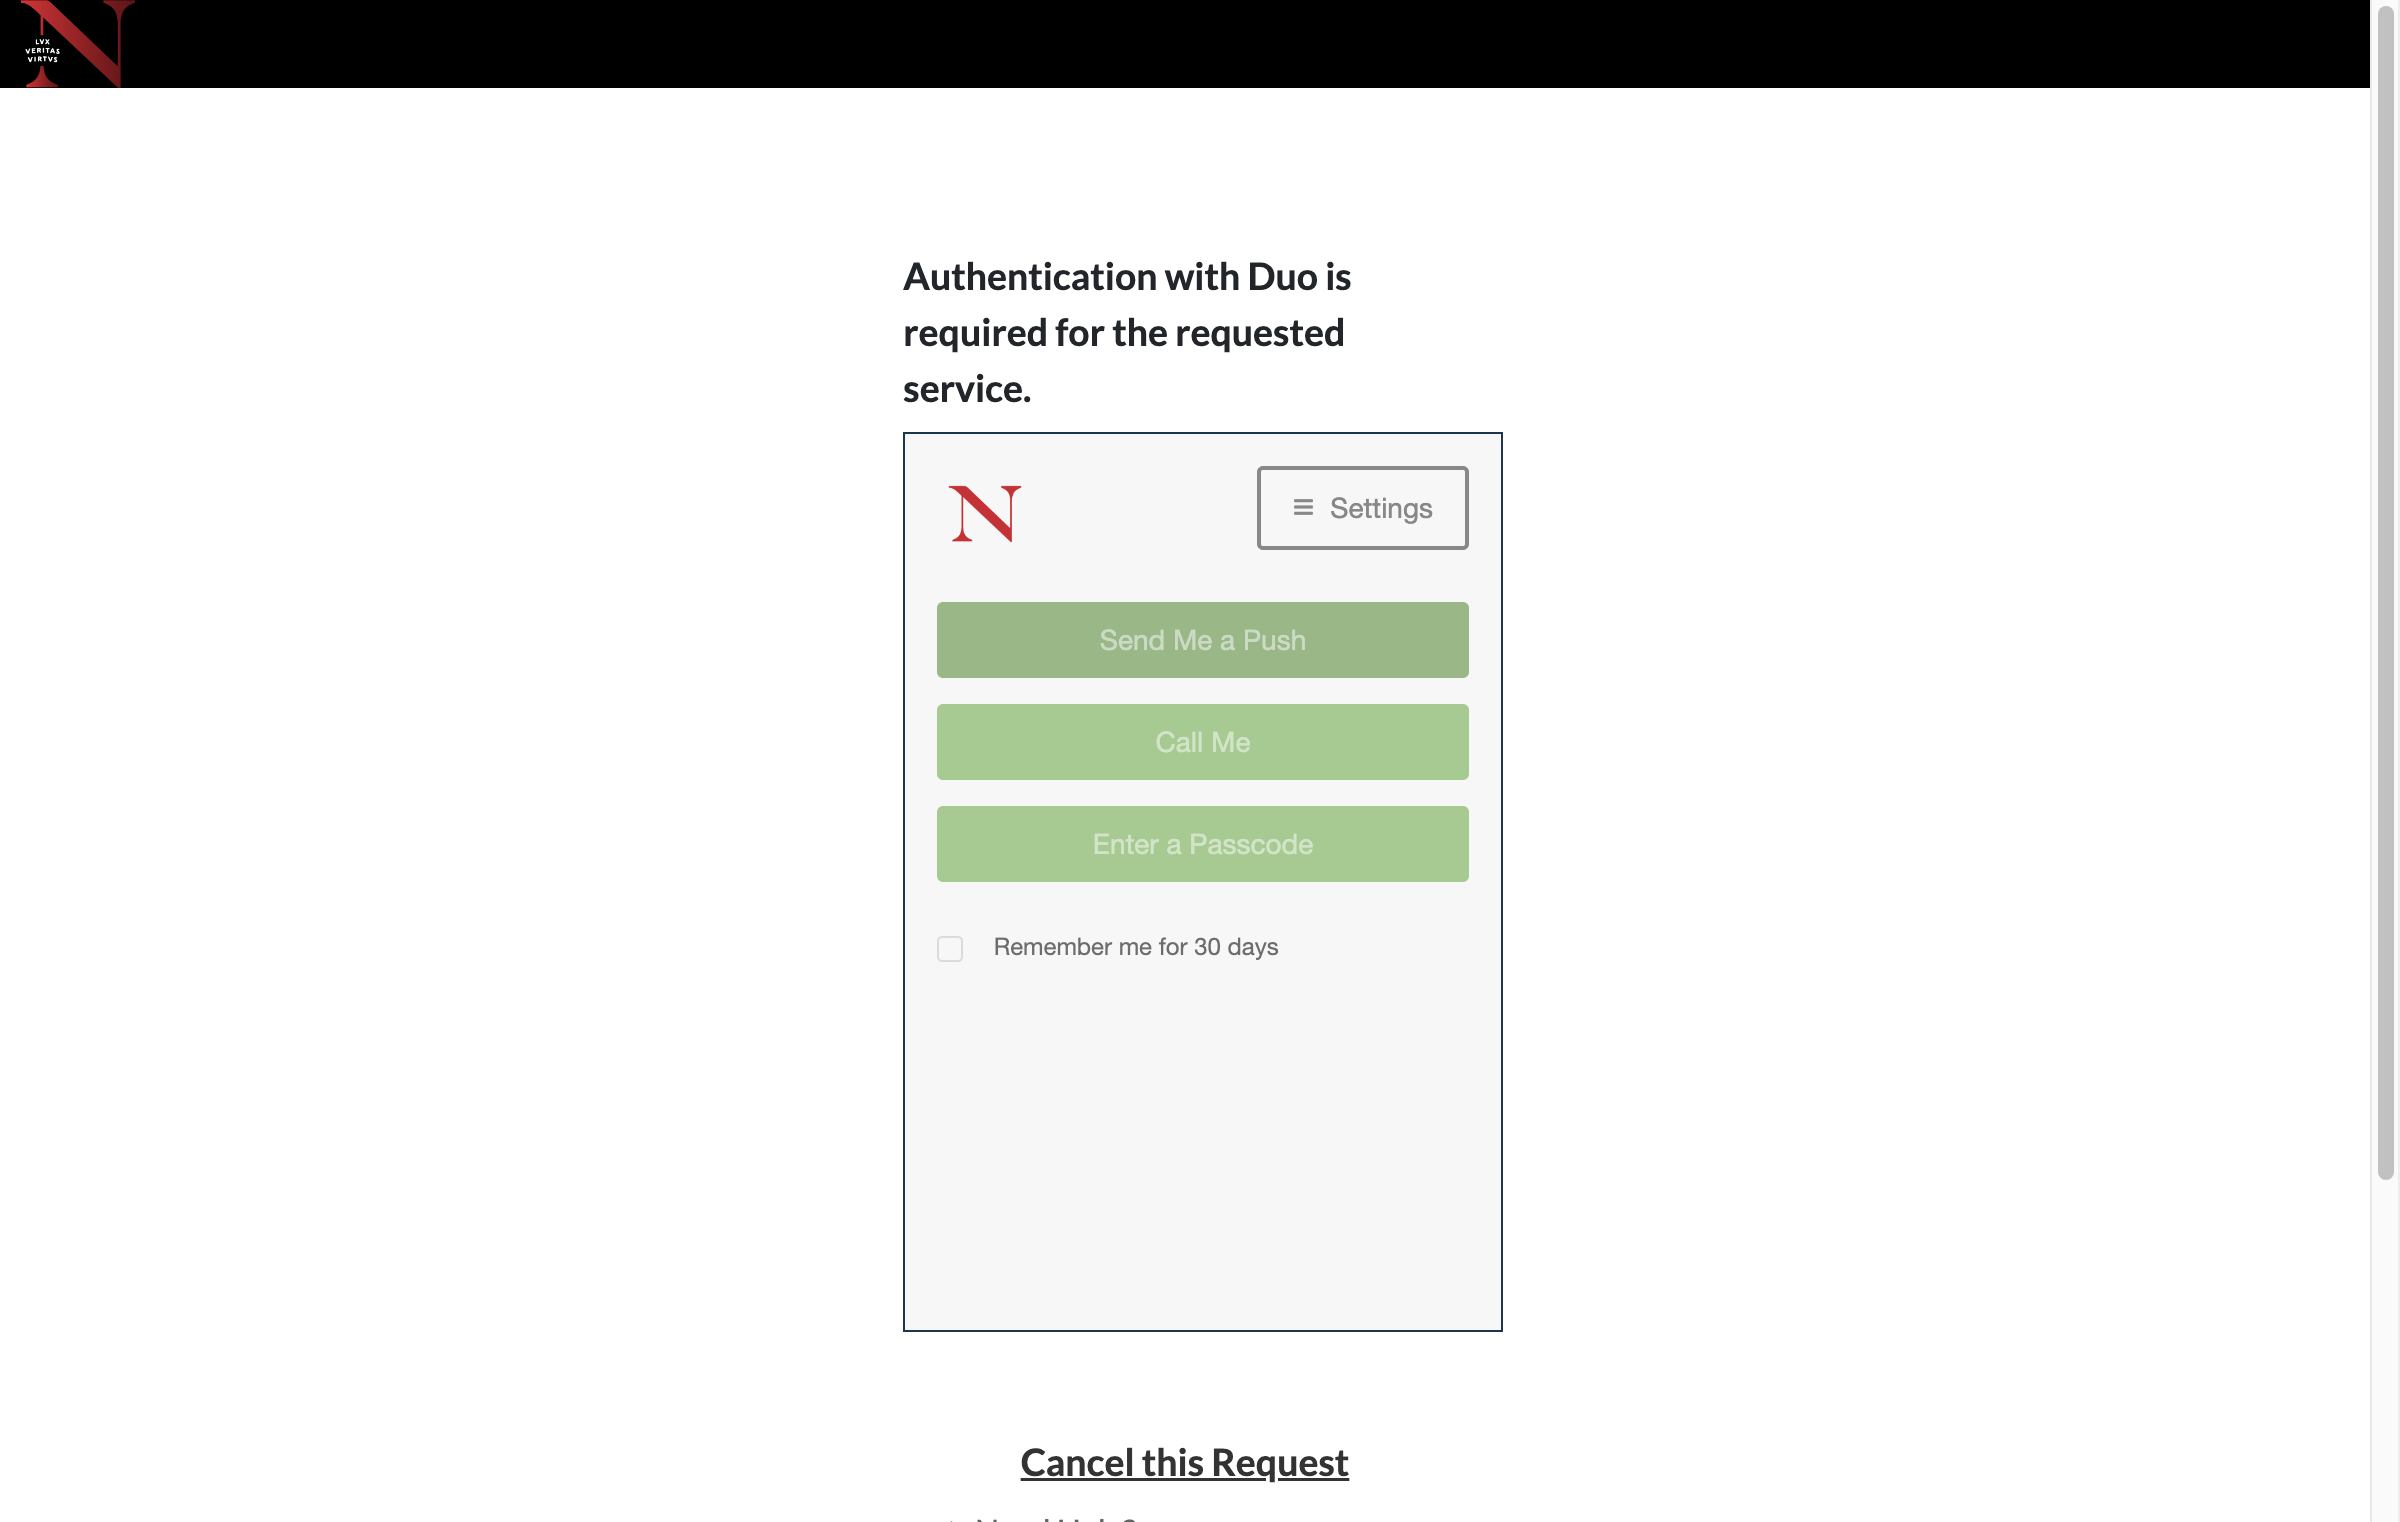 LVX
VERITAS
VIRTVS
Authentication with Duo is
required for the requested
service.
N
Settings
Send Me a Push
Call Me
Enter a Passcode
Remember me for 30 days
Cancel this Request